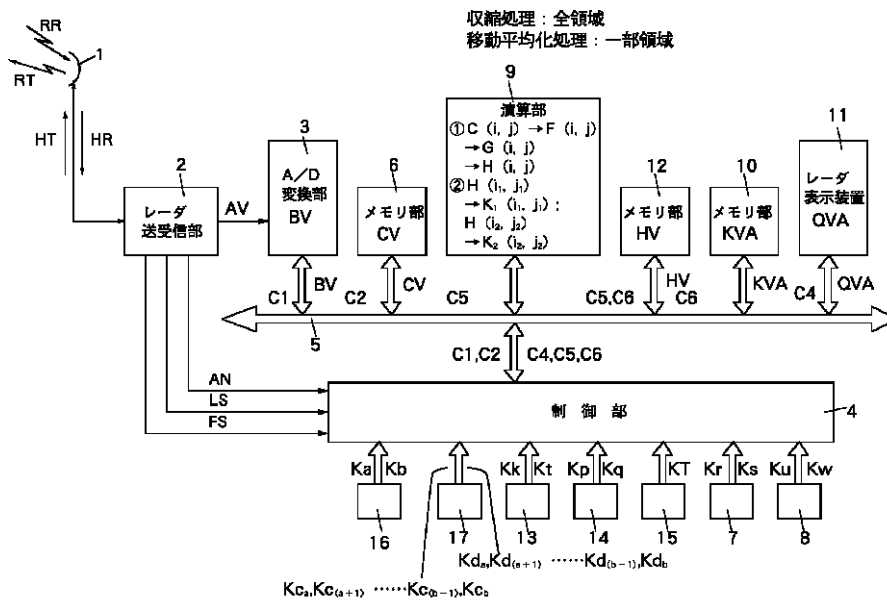 収縮処理：全領域
移動平均化処理：一部領域
RR
RT
1
HT
HR
2
レーダ
送受信部
AV
3
A／D
変換部
BV
6
メモリ部
CV
9
演算部
①C (i, j) →F (i, j)
→G (i, j)
→H (i, j)
②H (i₁, j₁)
→K₁ (i₁, j₁)；
H (i₂, j₂)
→K₂ (i₂, j₂)
12
メモリ部
HV
10
メモリ部
KVA
11
レーダ
表示装置
QVA
C1 BV
C2 CV
C5
C5,C6 HV
C6 KVA
C4 QVA
5
C1,C2 C4,C5,C6
AN
LS
FS
制御部
4
Ka Kb
Kk Kt
Kp Kq
KT
Kr Ks
Ku Kw
16
17
13
14
15
7
8
Kdₐ,Kd₍ₐ₊₁₎ ……Kd₍b₋₁₎,Kdb
Kcₐ,Kc₍ₐ₊₁₎ ……Kc₍b₋₁₎,Kcb